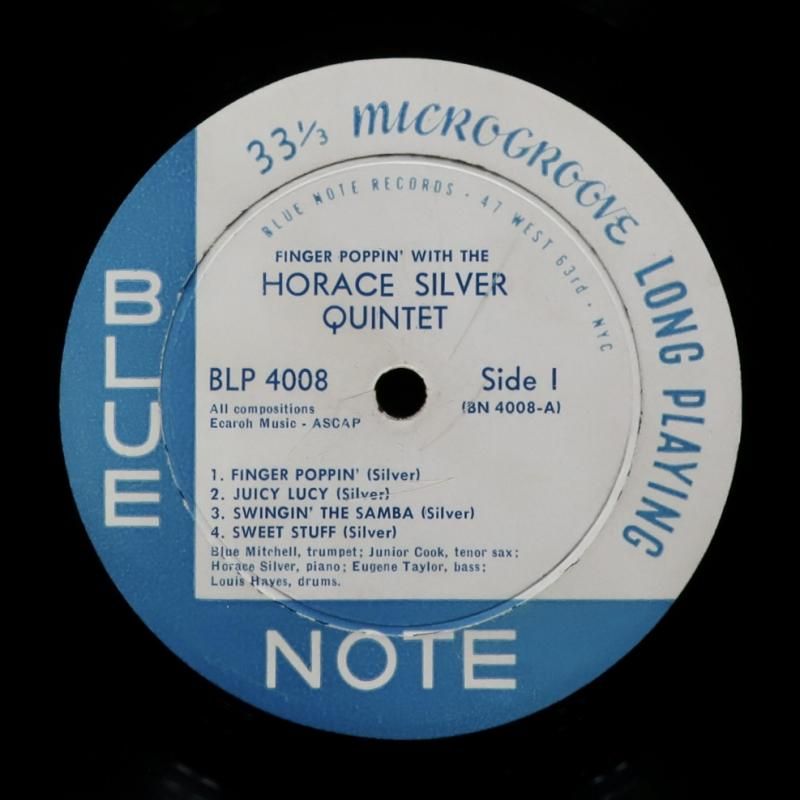 33⅓ MICROGROOVE LONG PLAYING
BLUE NOTE RECORDS · 47 WEST 63rd · NYC
FINGER POPPIN' WITH THE
HORACE SILVER
QUINTET
BLP 4008
Side 1
All compositions
Ecaroh Music - ASCAP
(BN 4008-A)
1. FINGER POPPIN' (Silver)
2. JUICY LUCY (Silver)
3. SWINGIN' THE SAMBA (Silver)
4. SWEET STUFF (Silver)
Blue Mitchell, trumpet; Junior Cook, tenor sax;
Horace Silver, piano; Eugene Taylor, bass;
Louis Hayes, drums.
BLUE
NOTE